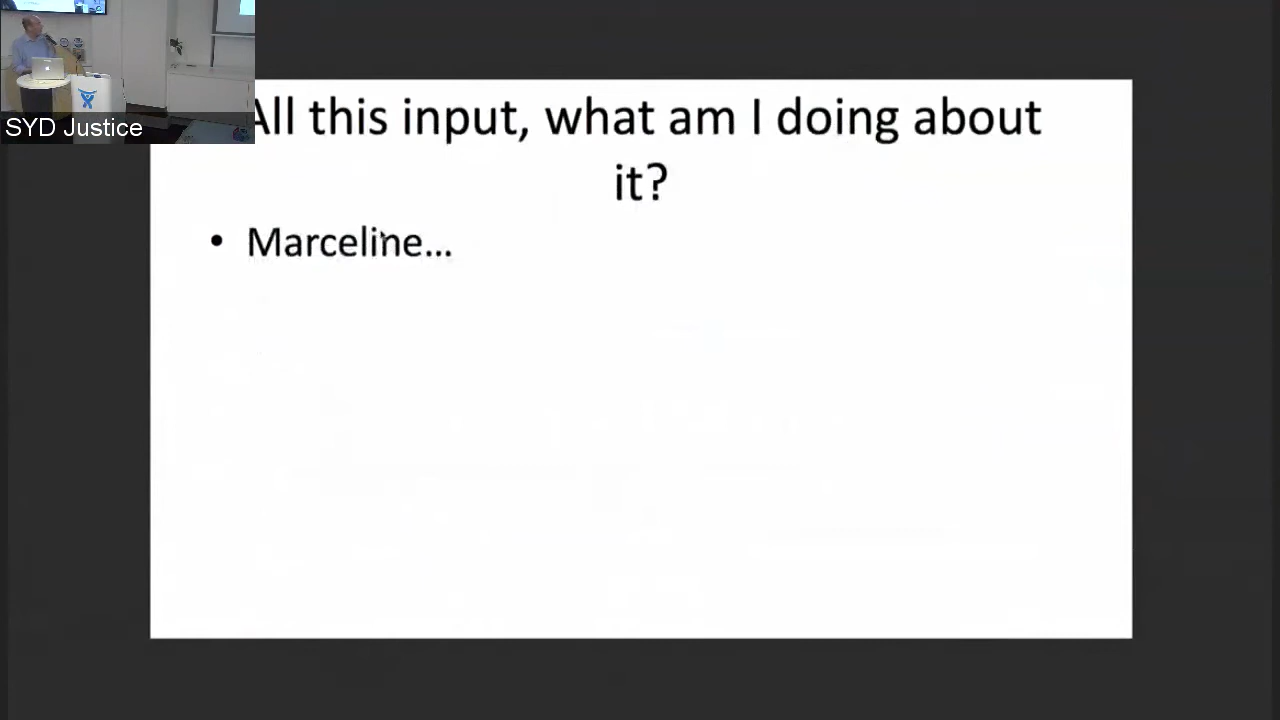 SYD Justice
All this input, what am I doing about
it?
• Marceline...